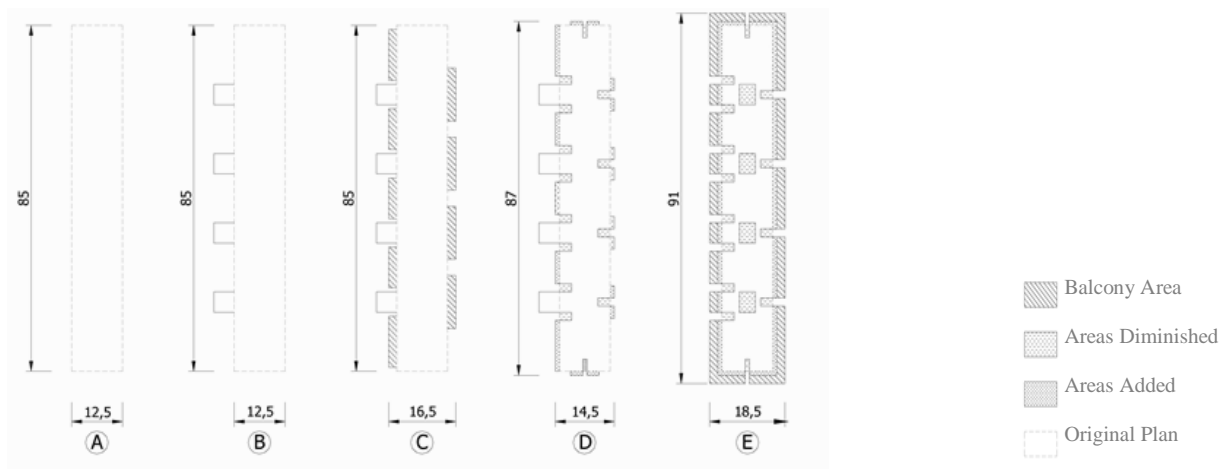 85
12,5
A
85
12,5
B
85
16,5
C
87
14,5
D
91
18,5
E
Balcony Area
Areas Diminished
Areas Added
Original Plan